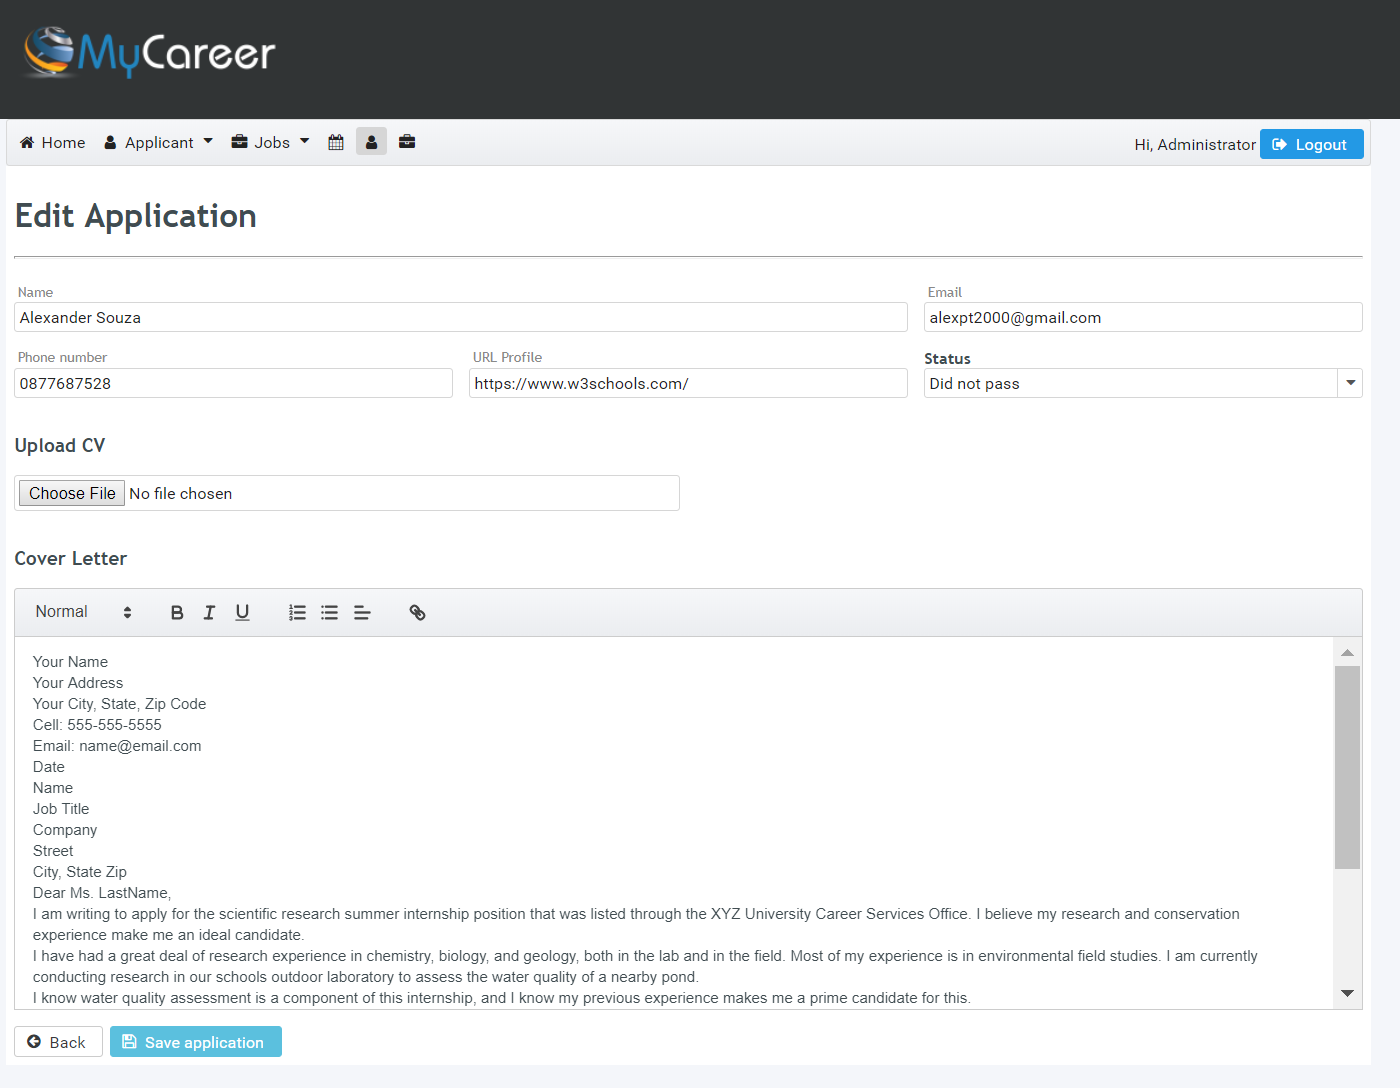 MyCareer
Home Applicant Jobs Hi, Administrator Logout
Edit Application
Name Email
Alexander Souza alexpt2000@gmail.com
Phone number URL Profile Status
0877687528 https://www.w3schools.com/ Did not pass
Upload CV
Choose File No file chosen
Cover Letter
Normal B I U
Your Name
Your Address
Your City, State, Zip Code
Cell: 555-555-5555
Email: name@email.com
Date
Name
Job Title
Company
Street
City, State Zip
Dear Ms. LastName,
I am writing to apply for the scientific research summer internship position that was listed through the XYZ University Career Services Office. I believe my research and conservation
experience make me an ideal candidate.
I have had a great deal of research experience in chemistry, biology, and geology, both in the lab and in the field. Most of my experience is in environmental field studies. I am currently
conducting research in our schools outdoor laboratory to assess the water quality of a nearby pond.
I know water quality assessment is a component of this internship, and I know my previous experience makes me a prime candidate for this.
Back Save application